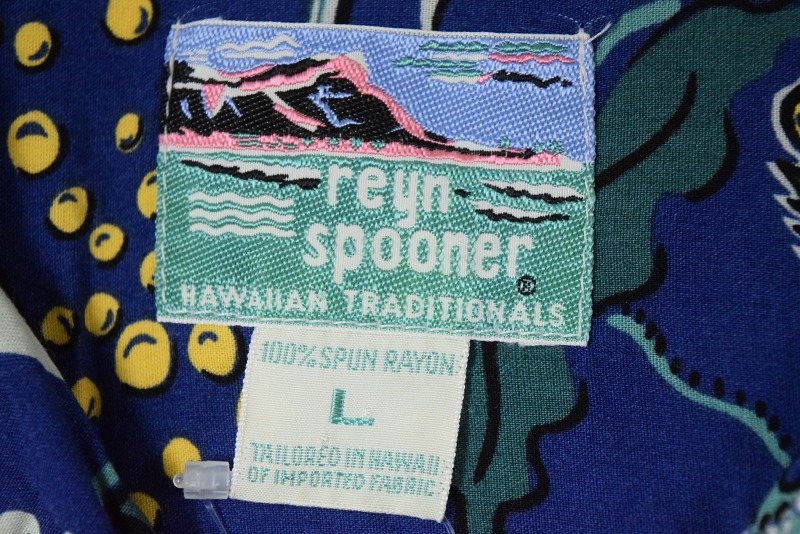 reyn
spooner®
HAWAIIAN TRADITIONALS
100% SPUN RAYON
L
TAILORED IN HAWAII
OF IMPORTED FABRIC